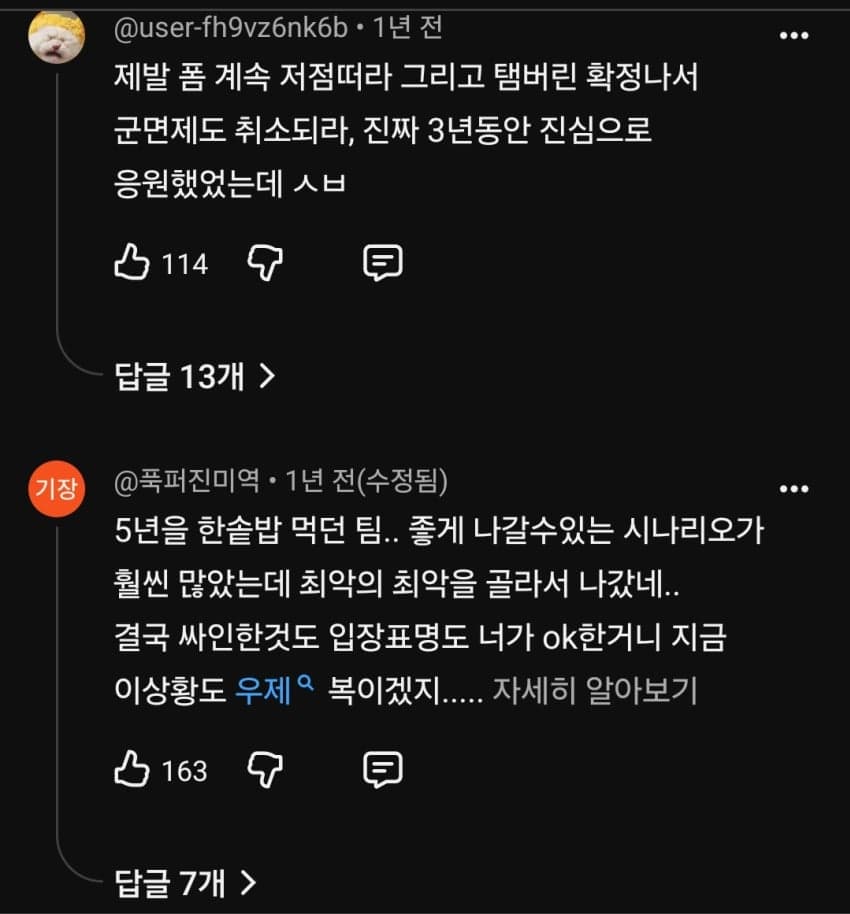 @user-fh9vz6nk6b • 1년 전
제발 폼 계속 저점떠라 그리고 탬버린 확정나서
군면제도 취소되라, 진짜 3년동안 진심으로
응원했었는데 ㅅㅂ
114
답글 13개
기장
@푹퍼진미역 • 1년 전(수정됨)
5년을 한솥밥 먹던 팀.. 좋게 나갈수있는 시나리오가
훨씬 많았는데 최악의 최악을 골라서 나갔네..
결국 싸인한것도 입장표명도 너가 ok한거니 지금
이상황도 우제 복이겠지..... 자세히 알아보기
163
답글 7개